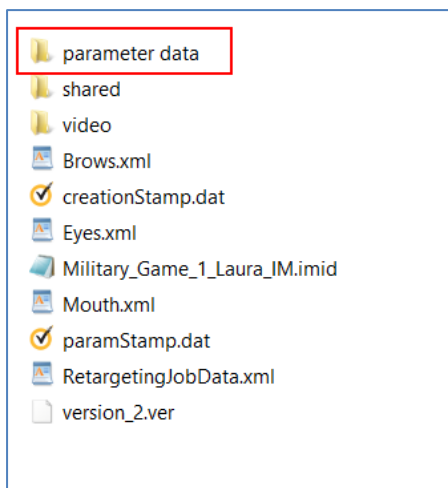 parameter data
shared
video
Brows.xml
creationStamp.dat
Eyes.xml
Military_Game_1_Laura_IM.imid
Mouth.xml
paramStamp.dat
RetargetingJobData.xml
version_2.ver